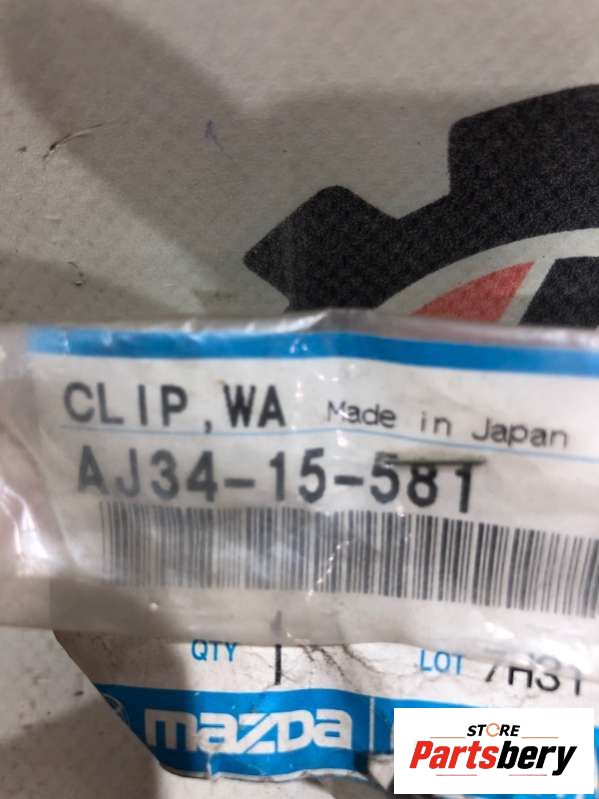 CLIP, WA Made in Japan
AJ34-15-581
QTY 1 LOT 7H31
mazda
STORE
Partsbery